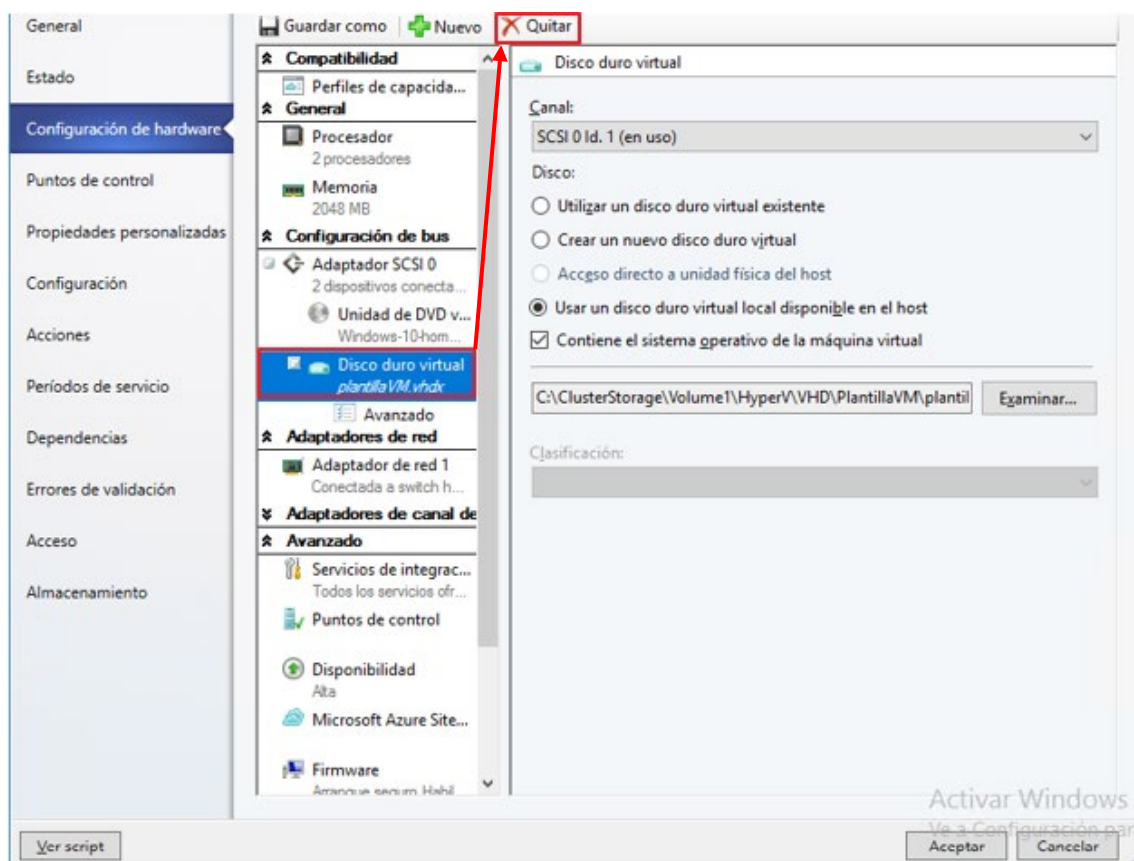 General
Estado
Configuración de hardware
Puntos de control
Propiedades personalizadas
Configuración
Acciones
Períodos de servicio
Dependencias
Errores de validación
Acceso
Almacenamiento
Guardar como Nuevo Quitar
Compatibilidad
Perfiles de capacida...
General
Procesador
2 procesadores
Memoria
2048 MB
Configuración de bus
Adaptador SCSI 0
2 dispositivos conecta...
Unidad de DVD v...
Windows-10-hom...
Disco duro virtual
plantillaVM.vhdx
Avanzado
Adaptadores de red
Adaptador de red 1
Conectada a switch h...
Adaptadores de canal de
Avanzado
Servicios de integrac...
Todos los servicios ofr...
Puntos de control
Disponibilidad
Alta
Microsoft Azure Site...
Firmware
Arranque seguro Habil
Disco duro virtual
Canal:
SCSI 0 Id. 1 (en uso)
Disco:
Utilizar un disco duro virtual existente
Crear un nuevo disco duro virtual
Acceso directo a unidad física del host
Usar un disco duro virtual local disponible en el host
Contiene el sistema operativo de la máquina virtual
C:\ClusterStorage\Volume1\HyperV\VHD\PlantillaVM\plantil Examinar...
Clasificación:
Activar Windows
Ve a Configuración par
Ver script Aceptar Cancelar